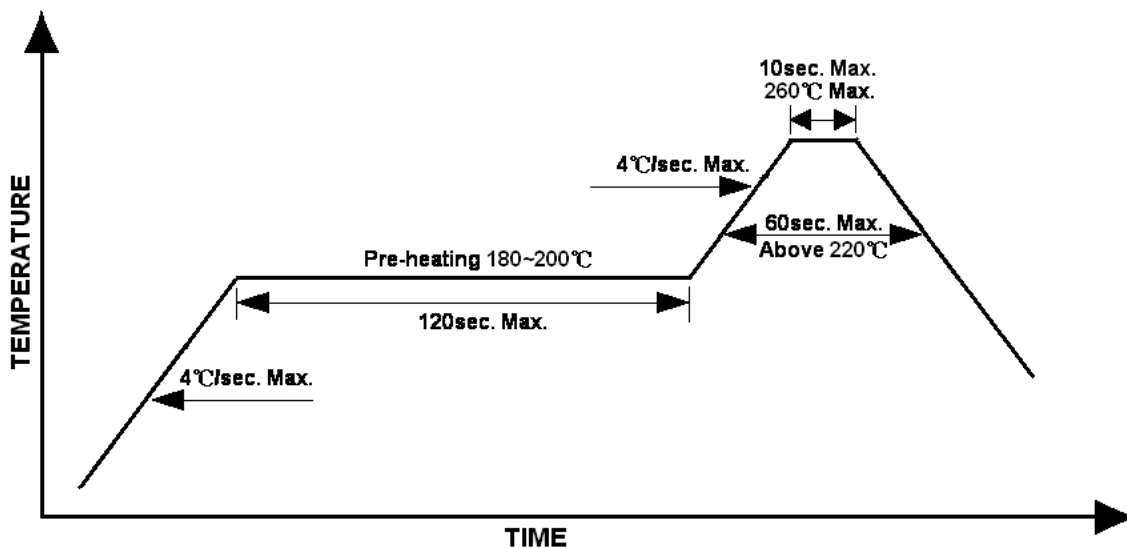 10sec. Max.
260℃ Max.
4℃/sec. Max.
60sec. Max.
Above 220℃
Pre-heating 180~200℃
120sec. Max.
4℃/sec. Max.
TEMPERATURE
TIME